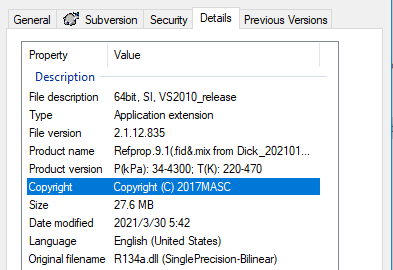 General Subversion Security Details Previous Versions
Property Value
Description
File description 64bit, SI, VS2010_release
Type Application extension
File version 2.1.12.835
Product name Refprop.9.1(.fid&.mix from Dick_202101...
Product version P(kPa): 34-4300; T(K): 220-470
Copyright Copyright (C) 2017MASC
Size 27.6 MB
Date modified 2021/3/30 5:42
Language English (United States)
Original filename R134a.dll (SinglePrecision-Bilinear)